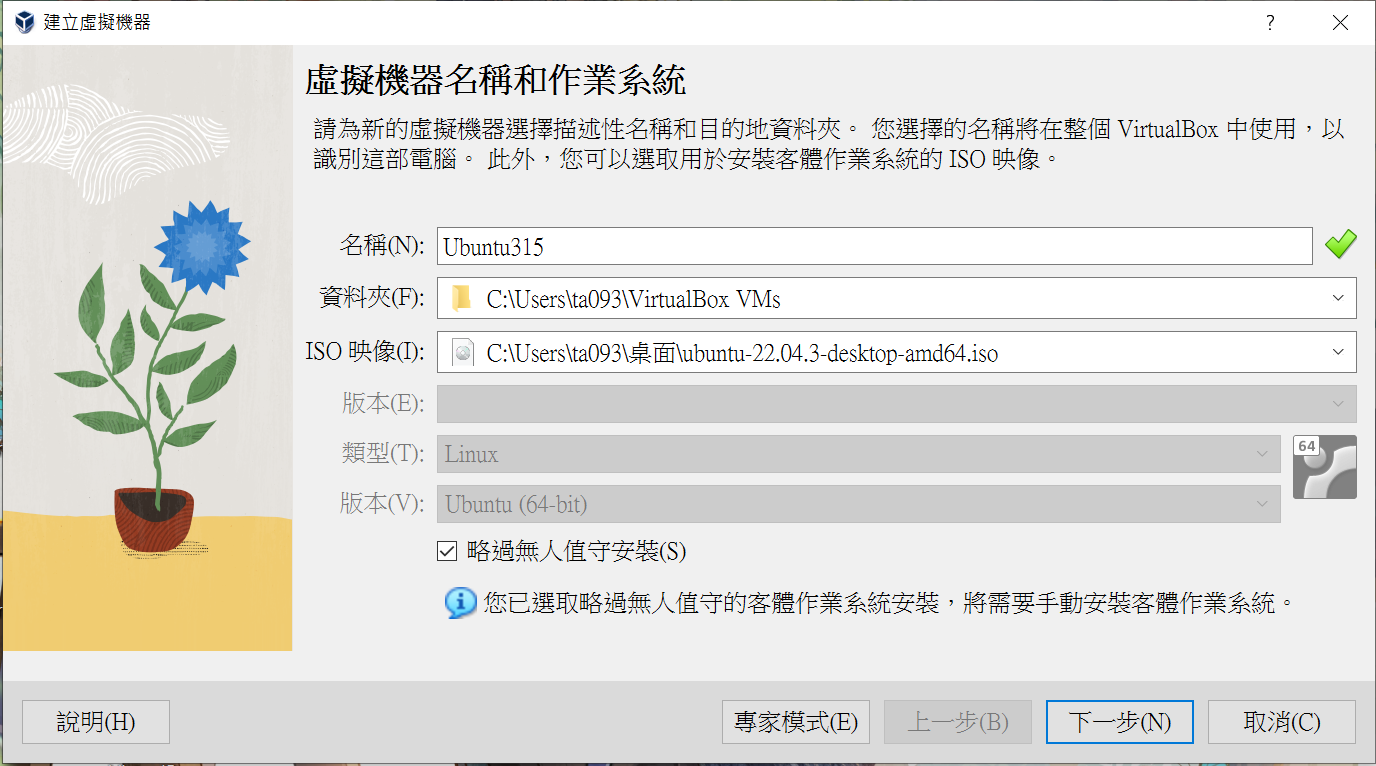 建立虛擬機器
?
虛擬機器名稱和作業系統
請為新的虛擬機器選擇描述性名稱和目的地資料夾。 您選擇的名稱將在整個 VirtualBox 中使用，以
識別這部電腦。 此外，您可以選取用於安裝客體作業系統的 ISO 映像。
名稱(N): Ubuntu315
資料夾(F): C:\Users\ta093\VirtualBox VMs
ISO 映像(I): C:\Users\ta093\桌面\ubuntu-22.04.3-desktop-amd64.iso
版本(E):
類型(T): Linux
64
版本(V): Ubuntu (64-bit)
略過無人值守安裝(S)
您已選取略過無人值守的客體作業系統安裝，將需要手動安裝客體作業系統。
說明(H) 專家模式(E) 上一步(B) 下一步(N) 取消(C)